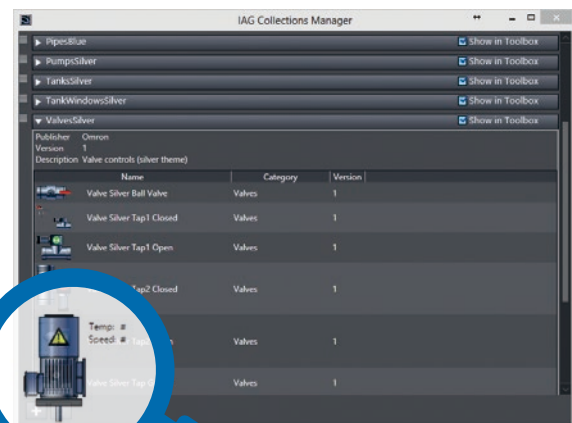 IAG Collections Manager
PipesBlue Show in Toolbox
PumpsSilver Show in Toolbox
TanksSilver Show in Toolbox
TankWindowsSilver Show in Toolbox
ValvesSilver Show in Toolbox
Publisher Omron
Version 1
Description Valve controls (silver theme)
Name Category Version
Valve Silver Ball Valve Valves 1
Valve Silver Tap1 Closed Valves 1
Valve Silver Tap1 Open Valves 1
Tap2 Closed Valves 1
Temp: #
Speed: #
Valves 1
Valve Silver Tap Valves 1